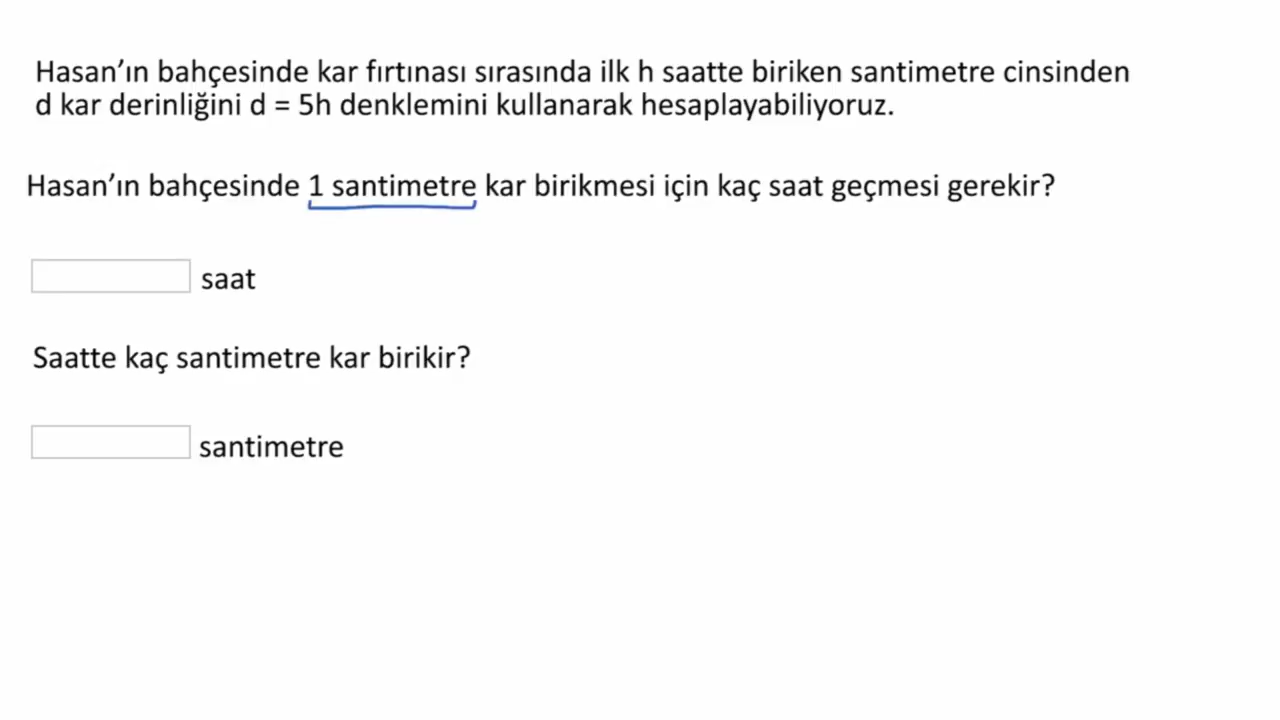 Hasan’ın bahçesinde kar fırtınası sırasında ilk h saatte biriken santimetre cinsinden
d kar derinliğini d = 5h denklemini kullanarak hesaplayabiliyoruz.
Hasan’ın bahçesinde 1 santimetre kar birikmesi için kaç saat geçmesi gerekir?
saat
Saatte kaç santimetre kar birikir?
santimetre